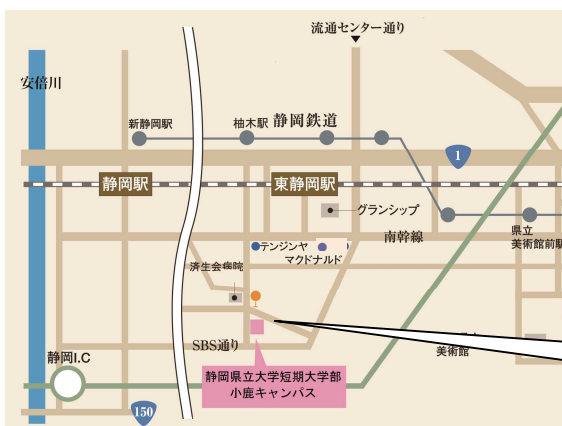 流通センター通り
安倍川
新静岡駅
柚木駅
静岡鉄道
1
静岡駅
東静岡駅
グランシップ
南幹線
県立
美術館前駅
テンジンヤ
マクドナルド
済生会病院
SBS通り
美術館
静岡I.C
静岡県立大学短期大学部
小鹿キャンパス
150